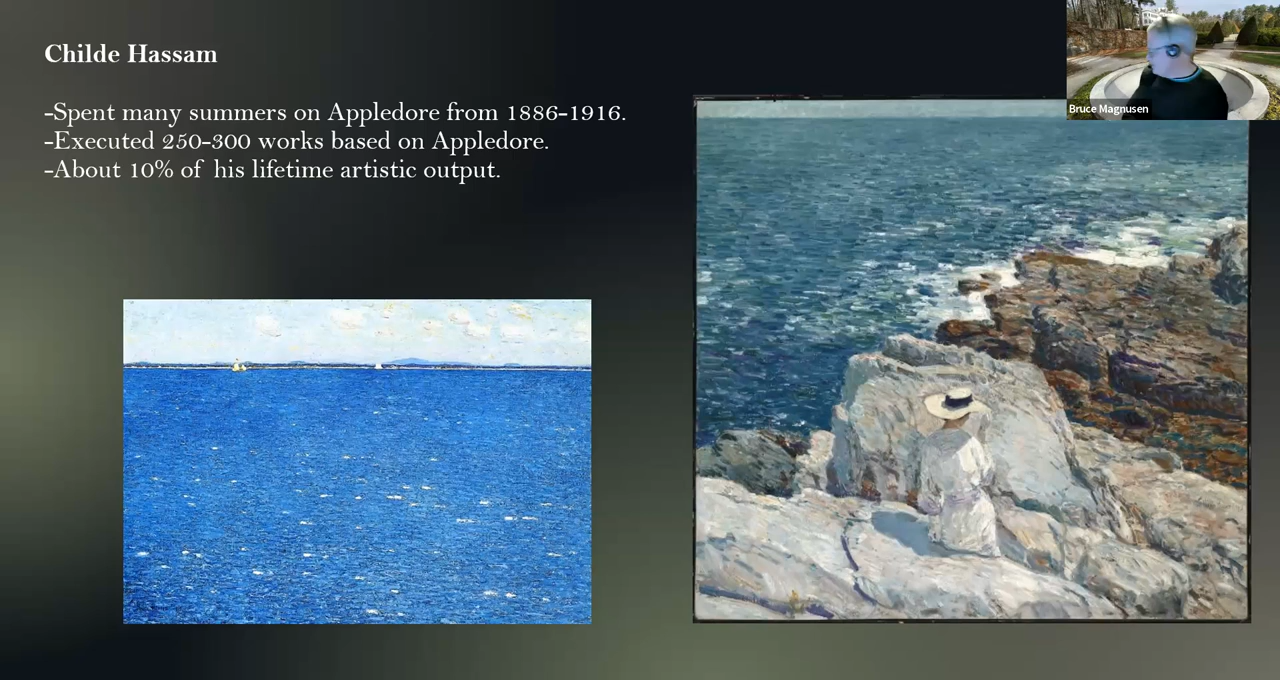 Childe Hassam
-Spent many summers on Appledore from 1886-1916.
-Executed 250-300 works based on Appledore.
-About 10% of his lifetime artistic output.
Bruce Magnusen